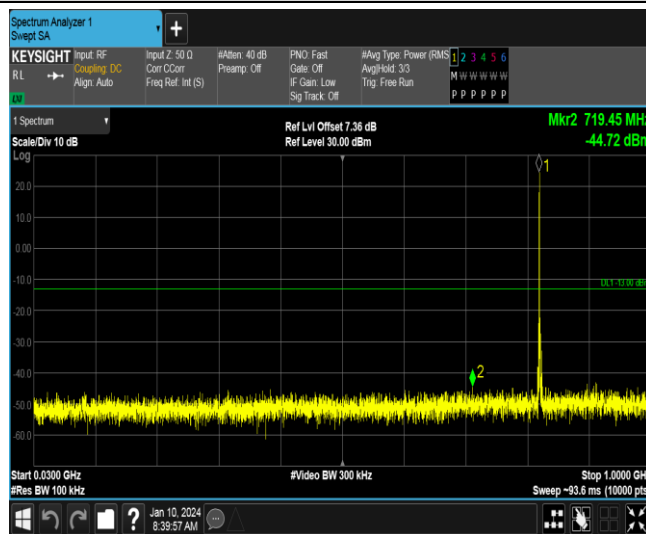 Spectrum Analyzer 1
Swept SA
+
KEYSIGHT
RL
LXI
Input: RF
Coupling: DC
Align: Auto
Input Z: 50 Ω
Corr CCorr
Freq Ref: Int (S)
#Atten: 40 dB
Preamp: Off
PNO: Fast
Gate: Off
IF Gain: Low
Sig Track: Off
#Avg Type: Power (RMS
Avg|Hold: 3/3
Trig: Free Run
1 2 3 4 5 6
M W W W W W
P P P P P P
1 Spectrum
Scale/Div 10 dB
Log
Ref Lvl Offset 7.36 dB
Ref Level 30.00 dBm
Mkr2 719.45 MHz
-44.72 dBm
1
20.0
10.0
0.00
-10.0
DL1 -13.00 dBm
-20.0
-30.0
-40.0
2
-50.0
-60.0
Start 0.0300 GHz
#Video BW 300 kHz
Stop 1.0000 GH
#Res BW 100 kHz
Sweep ~93.6 ms (10000 pts
?
Jan 10, 2024
8:39:57 AM